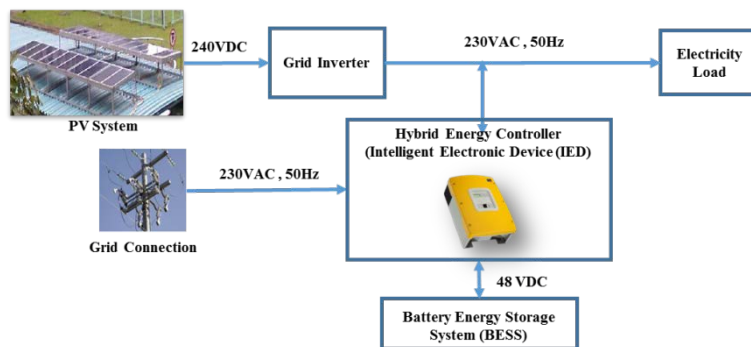 240VDC
Grid Inverter
230VAC , 50Hz
Electricity
Load
PV System
Hybrid Energy Controller
(Intelligent Electronic Device (IED)
230VAC , 50Hz
Grid Connection
48 VDC
Battery Energy Storage
System (BESS)